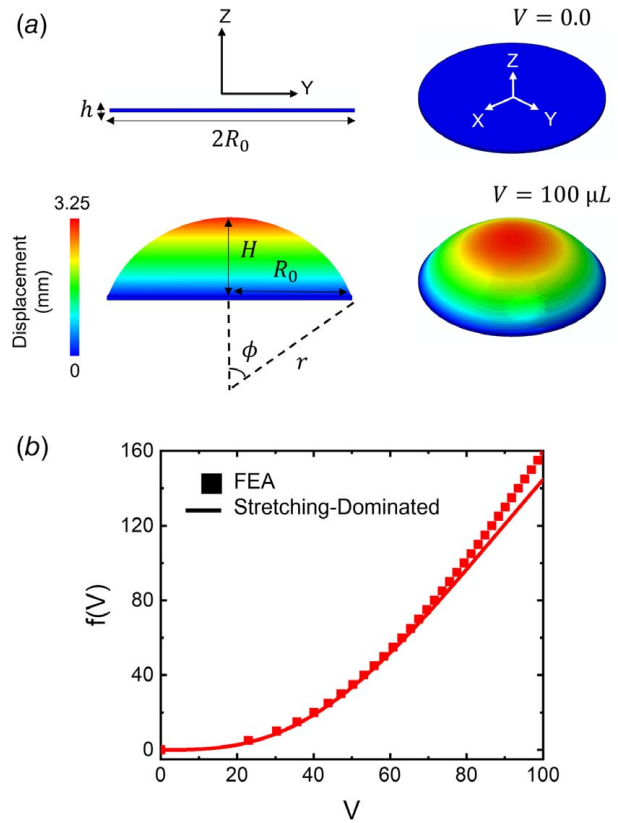 (a)
V = 0.0
Z
Y
h
2R₀
Z
X
Y
V = 100 μL
3.25
Displacement
(mm)
0
H
R₀
ϕ
r
(b)
160
120
80
40
0
f(V)
FEA
Stretching-Dominated
0
20
40
60
80
100
V